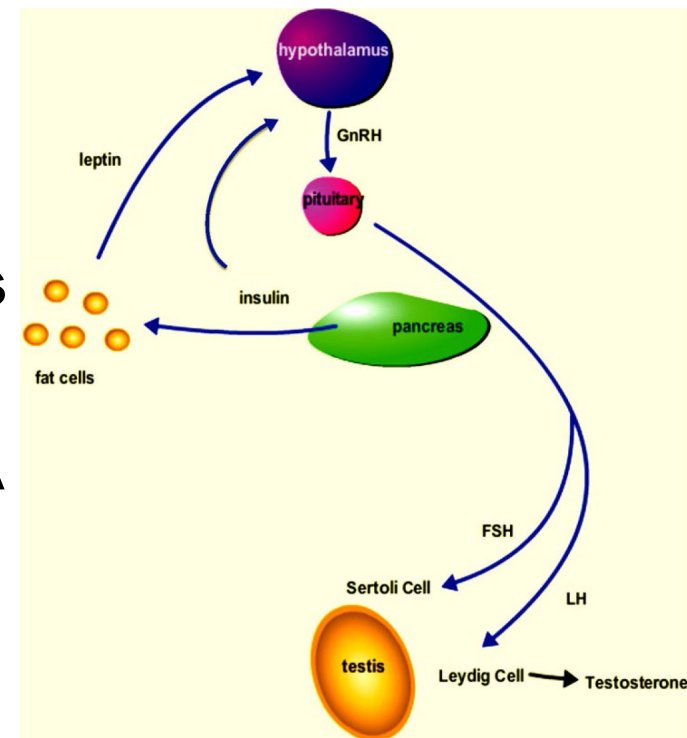 hypothalamus
GnRH
leptin
pituitary
S
insulin
pancreas
fat cells
A
FSH
Sertoli Cell
LH
testis
Leydig Cell
Testosterone